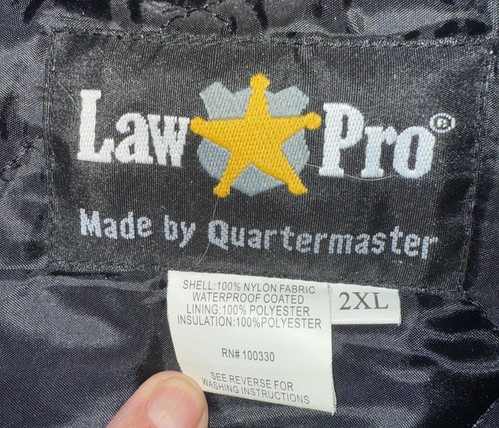 Law Pro®
Made by Quartermaster
SHELL:100% NYLON FABRIC
WATERPROOF COATED
LINING:100% POLYESTER
INSULATION:100%POLYESTER
2XL
RN# 100330
SEE REVERSE FOR
WASHING INSTRUCTIONS